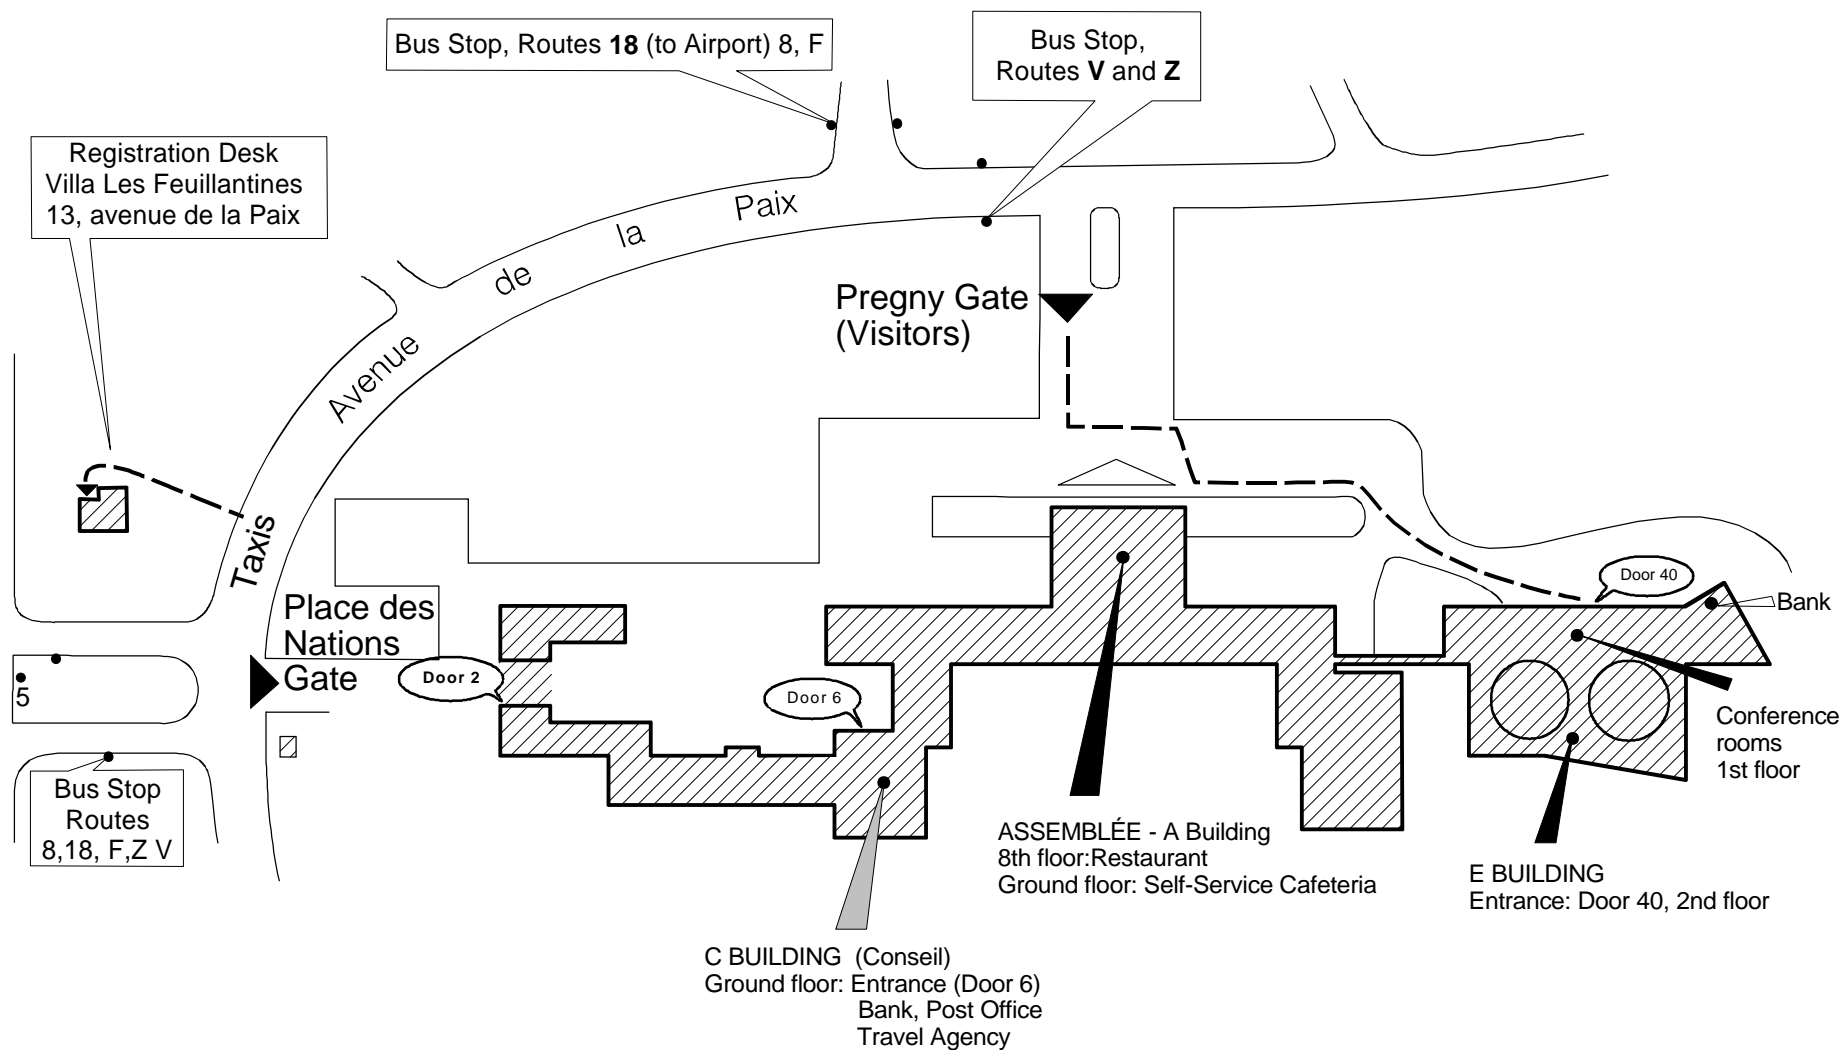 Bus Stop, Routes 18 (to Airport) 8, F
Bus Stop,
Routes V and Z
Registration Desk
Villa Les Feuillantines
13, avenue de la Paix
Avenue de la Paix
Pregny Gate
(Visitors)
Taxis
Place des
Nations
Gate
5
Bus Stop
Routes
8,18, F,Z V
Door 2
Door 6
Door 40
Bank
Conference
rooms
1st floor
ASSEMBLÉE - A Building
8th floor:Restaurant
Ground floor: Self-Service Cafeteria
E BUILDING
Entrance: Door 40, 2nd floor
C BUILDING (Conseil)
Ground floor: Entrance (Door 6)
Bank, Post Office
Travel Agency